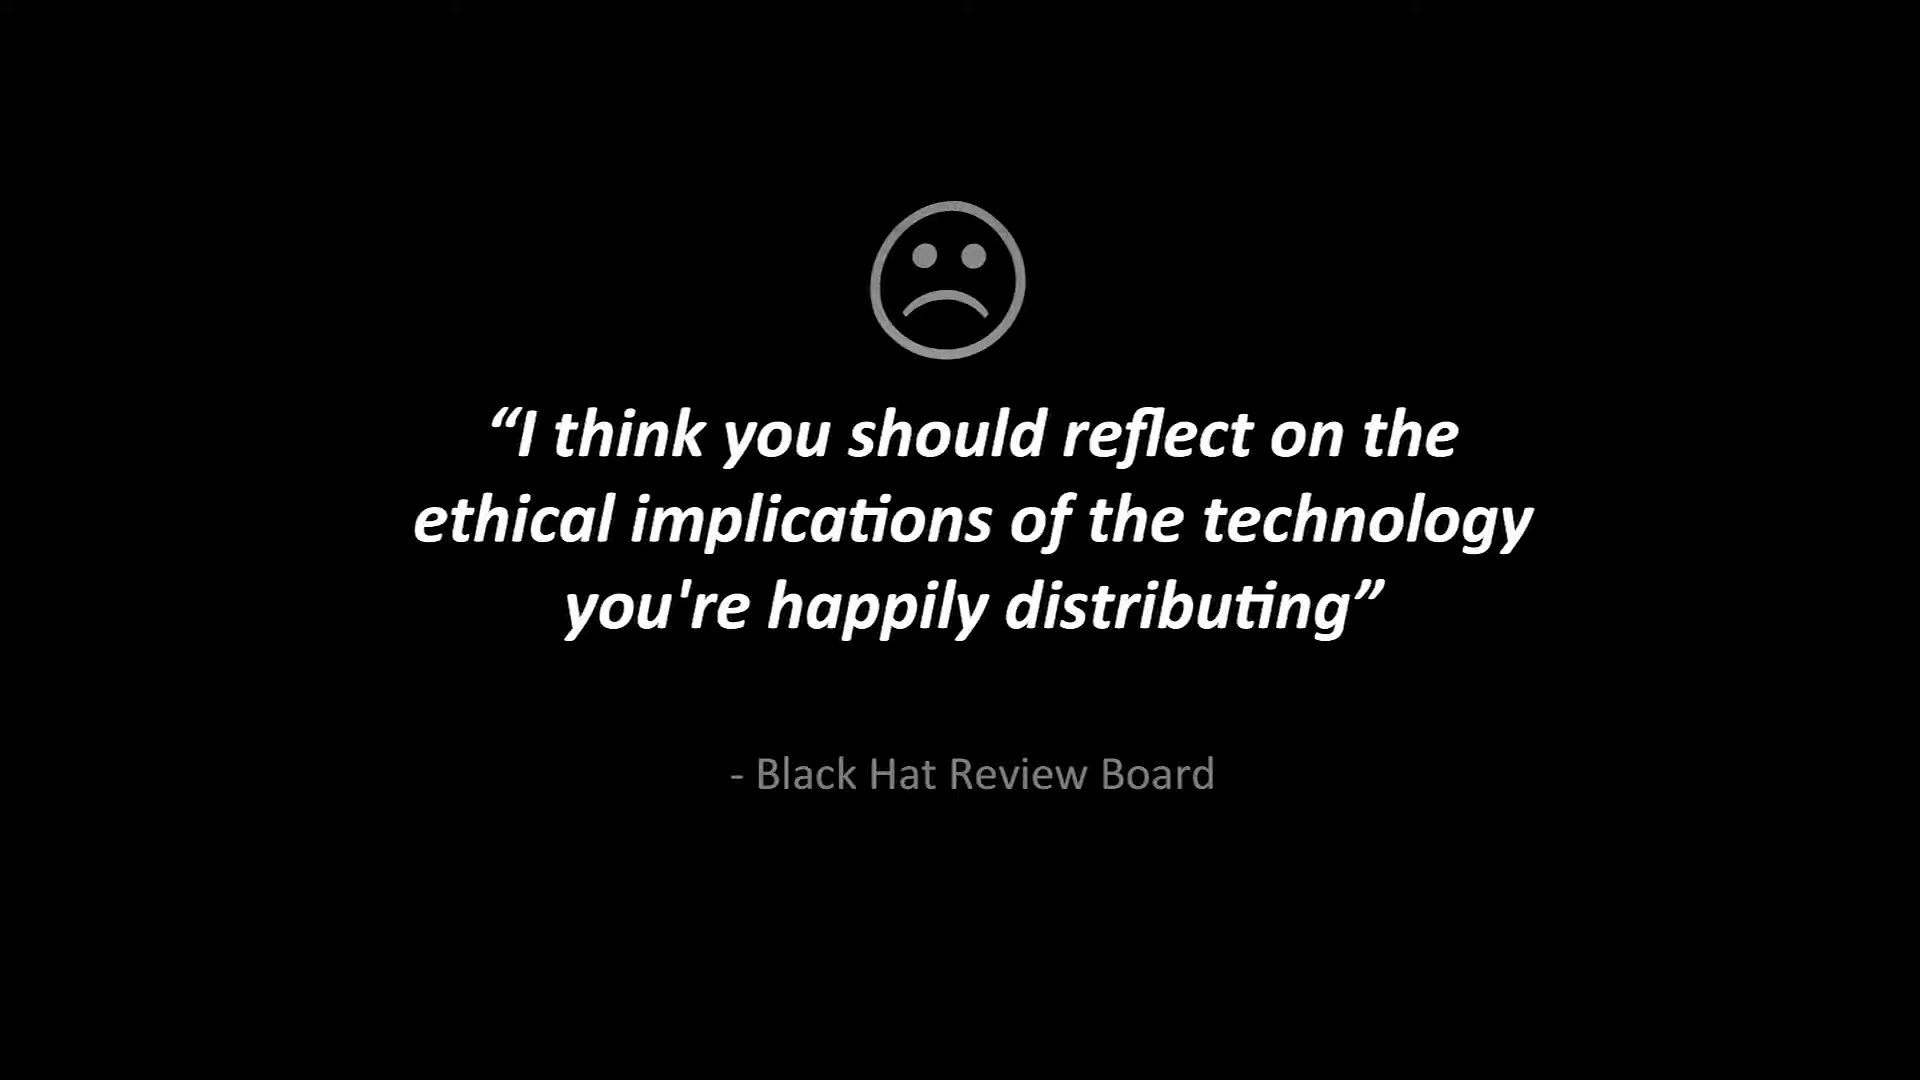 “I think you should reflect on the
ethical implications of the technology
you're happily distributing”
- Black Hat Review Board